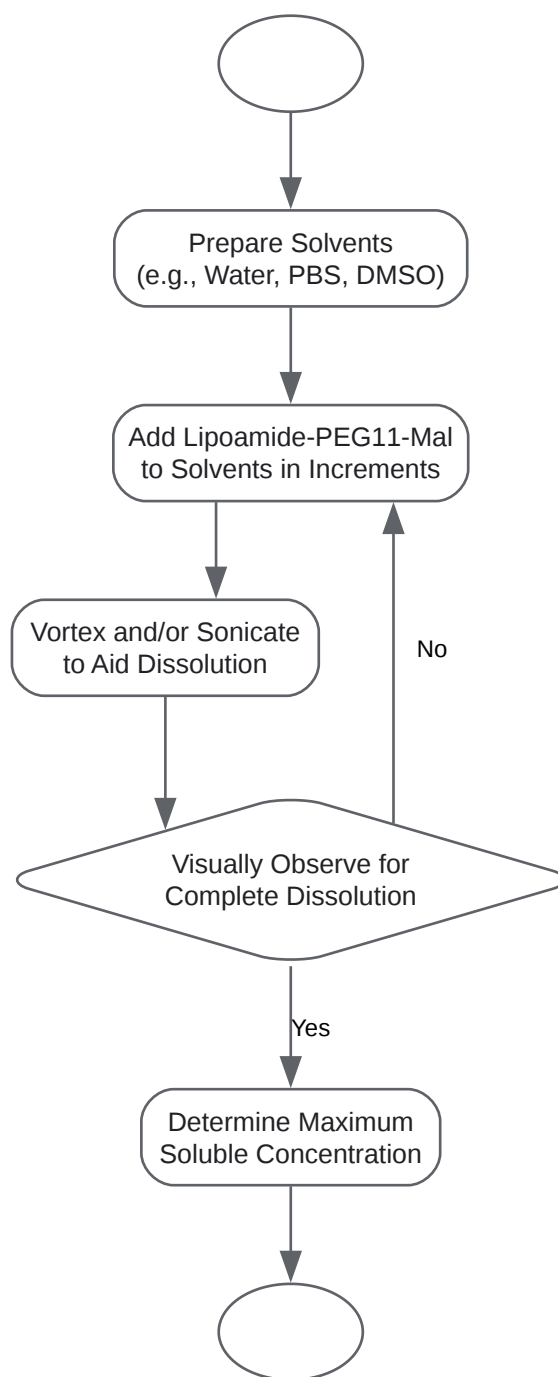 Prepare Solvents
(e.g., Water, PBS, DMSO)
Add Lipoamide-PEG11-Mal
to Solvents in Increments
Vortex and/or Sonicate
to Aid Dissolution
No
Visually Observe for
Complete Dissolution
Yes
Determine Maximum
Soluble Concentration